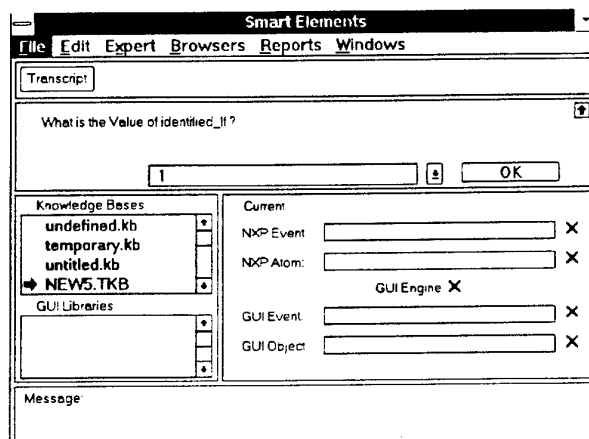 Smart Elements
File Edit Expert Browsers Reports Windows
Transcript
What is the Value of identified_lf ?
1
OK
Knowledge Bases
undefined.kb
temporary.kb
untitled.kb
NEW5.TKB
GUI Libraries
Current
NXP Event
NXP Atom:
GUI Engine
GUI Event
GUI Object
Message: